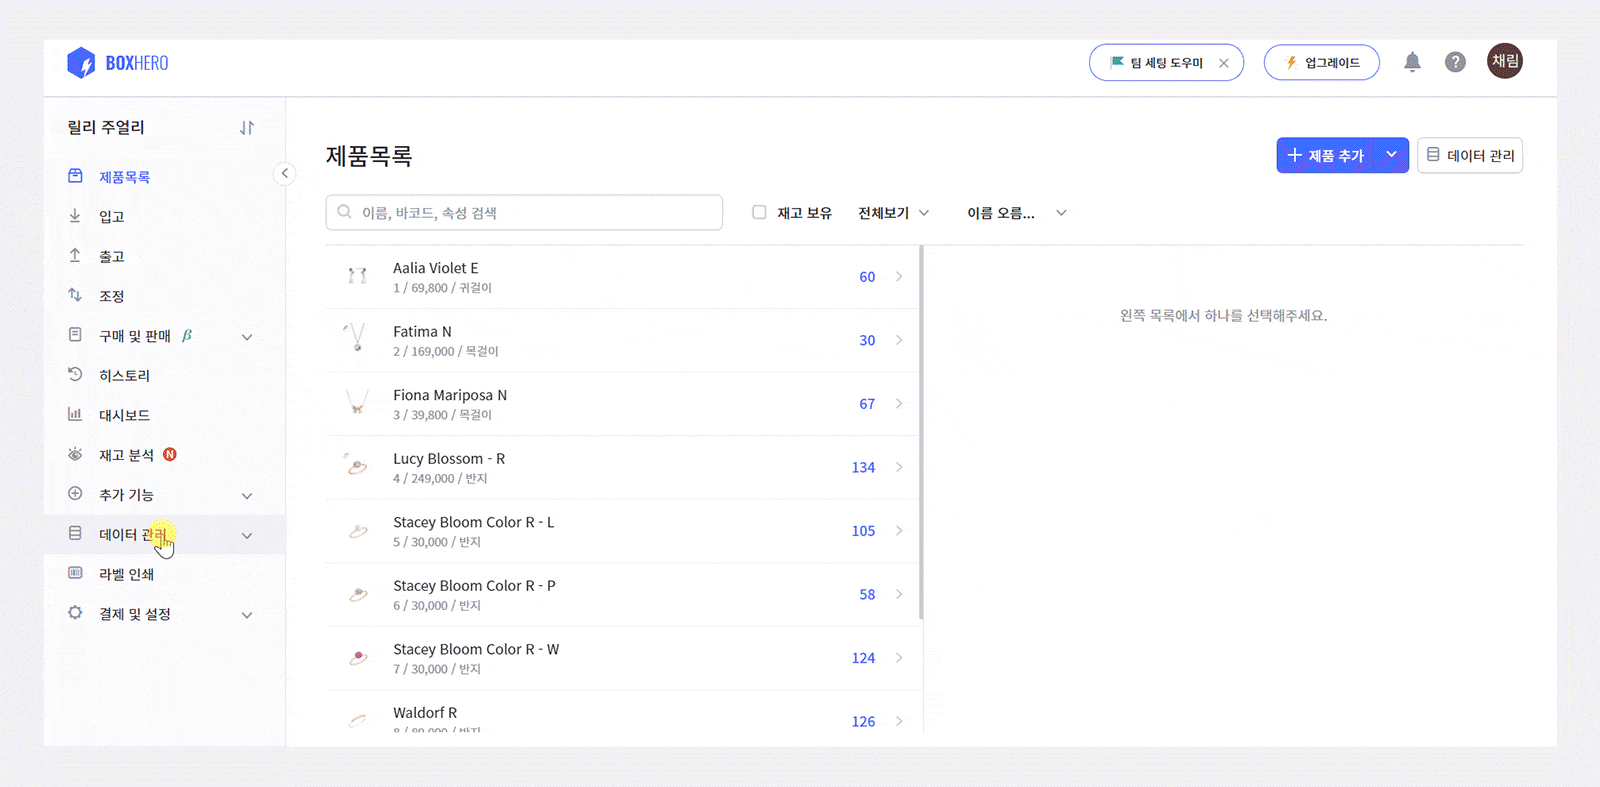 BOXHERO
팀 세팅 도우미
업그레이드
채림
릴리 주얼리
제품목록
입고
출고
조정
구매 및 판매 β
히스토리
대시보드
재고 분석 N
추가 기능
데이터 관리
라벨 인쇄
결제 및 설정
제품목록
제품 추가
데이터 관리
이름, 바코드, 속성 검색
재고 보유
전체보기
이름 오름...
Aalia Violet E
1 / 69,800 / 귀걸이
60
Fatima N
2 / 169,000 / 목걸이
30
Fiona Mariposa N
3 / 39,800 / 목걸이
67
Lucy Blossom - R
4 / 249,000 / 반지
134
Stacey Bloom Color R - L
5 / 30,000 / 반지
105
Stacey Bloom Color R - P
6 / 30,000 / 반지
58
Stacey Bloom Color R - W
7 / 30,000 / 반지
124
Waldorf R
8 / 89,000 / 반지
126
왼쪽 목록에서 하나를 선택해주세요.